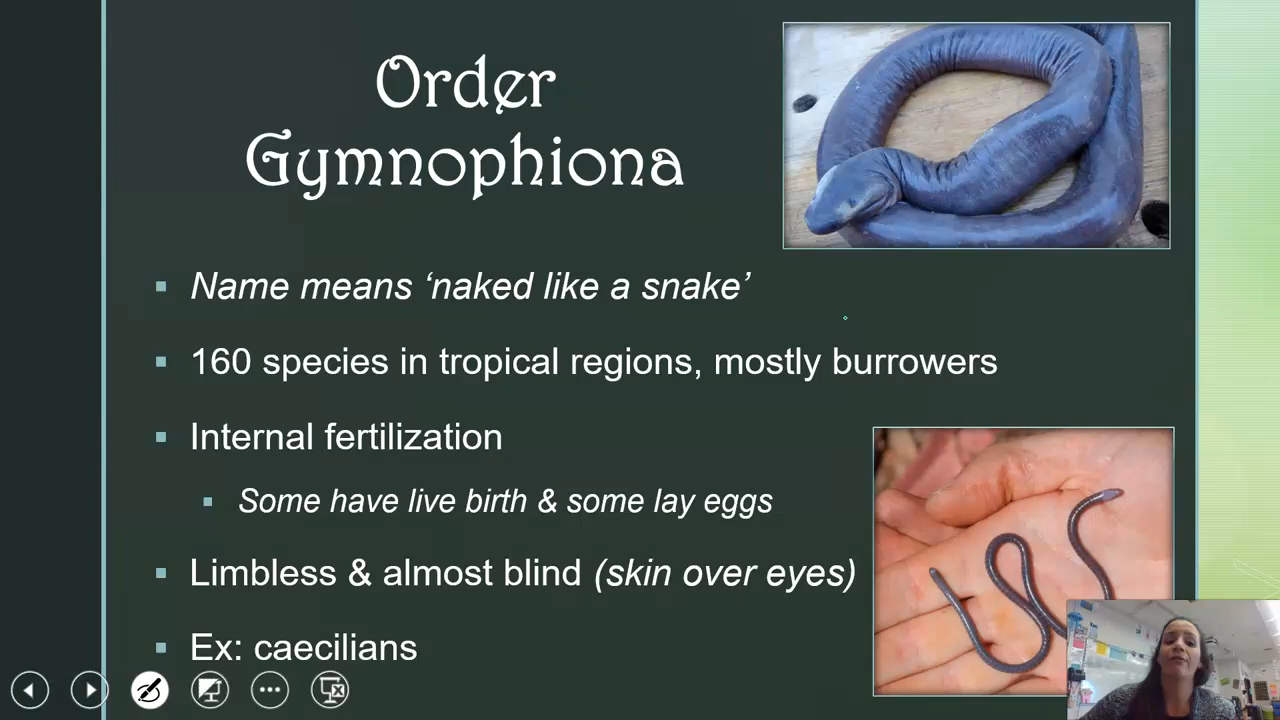 Order
Gymnophiona
Name means ‘naked like a snake’
160 species in tropical regions, mostly burrowers
Internal fertilization
Some have live birth & some lay eggs
Limbless & almost blind (skin over eyes)
Ex: caecilians